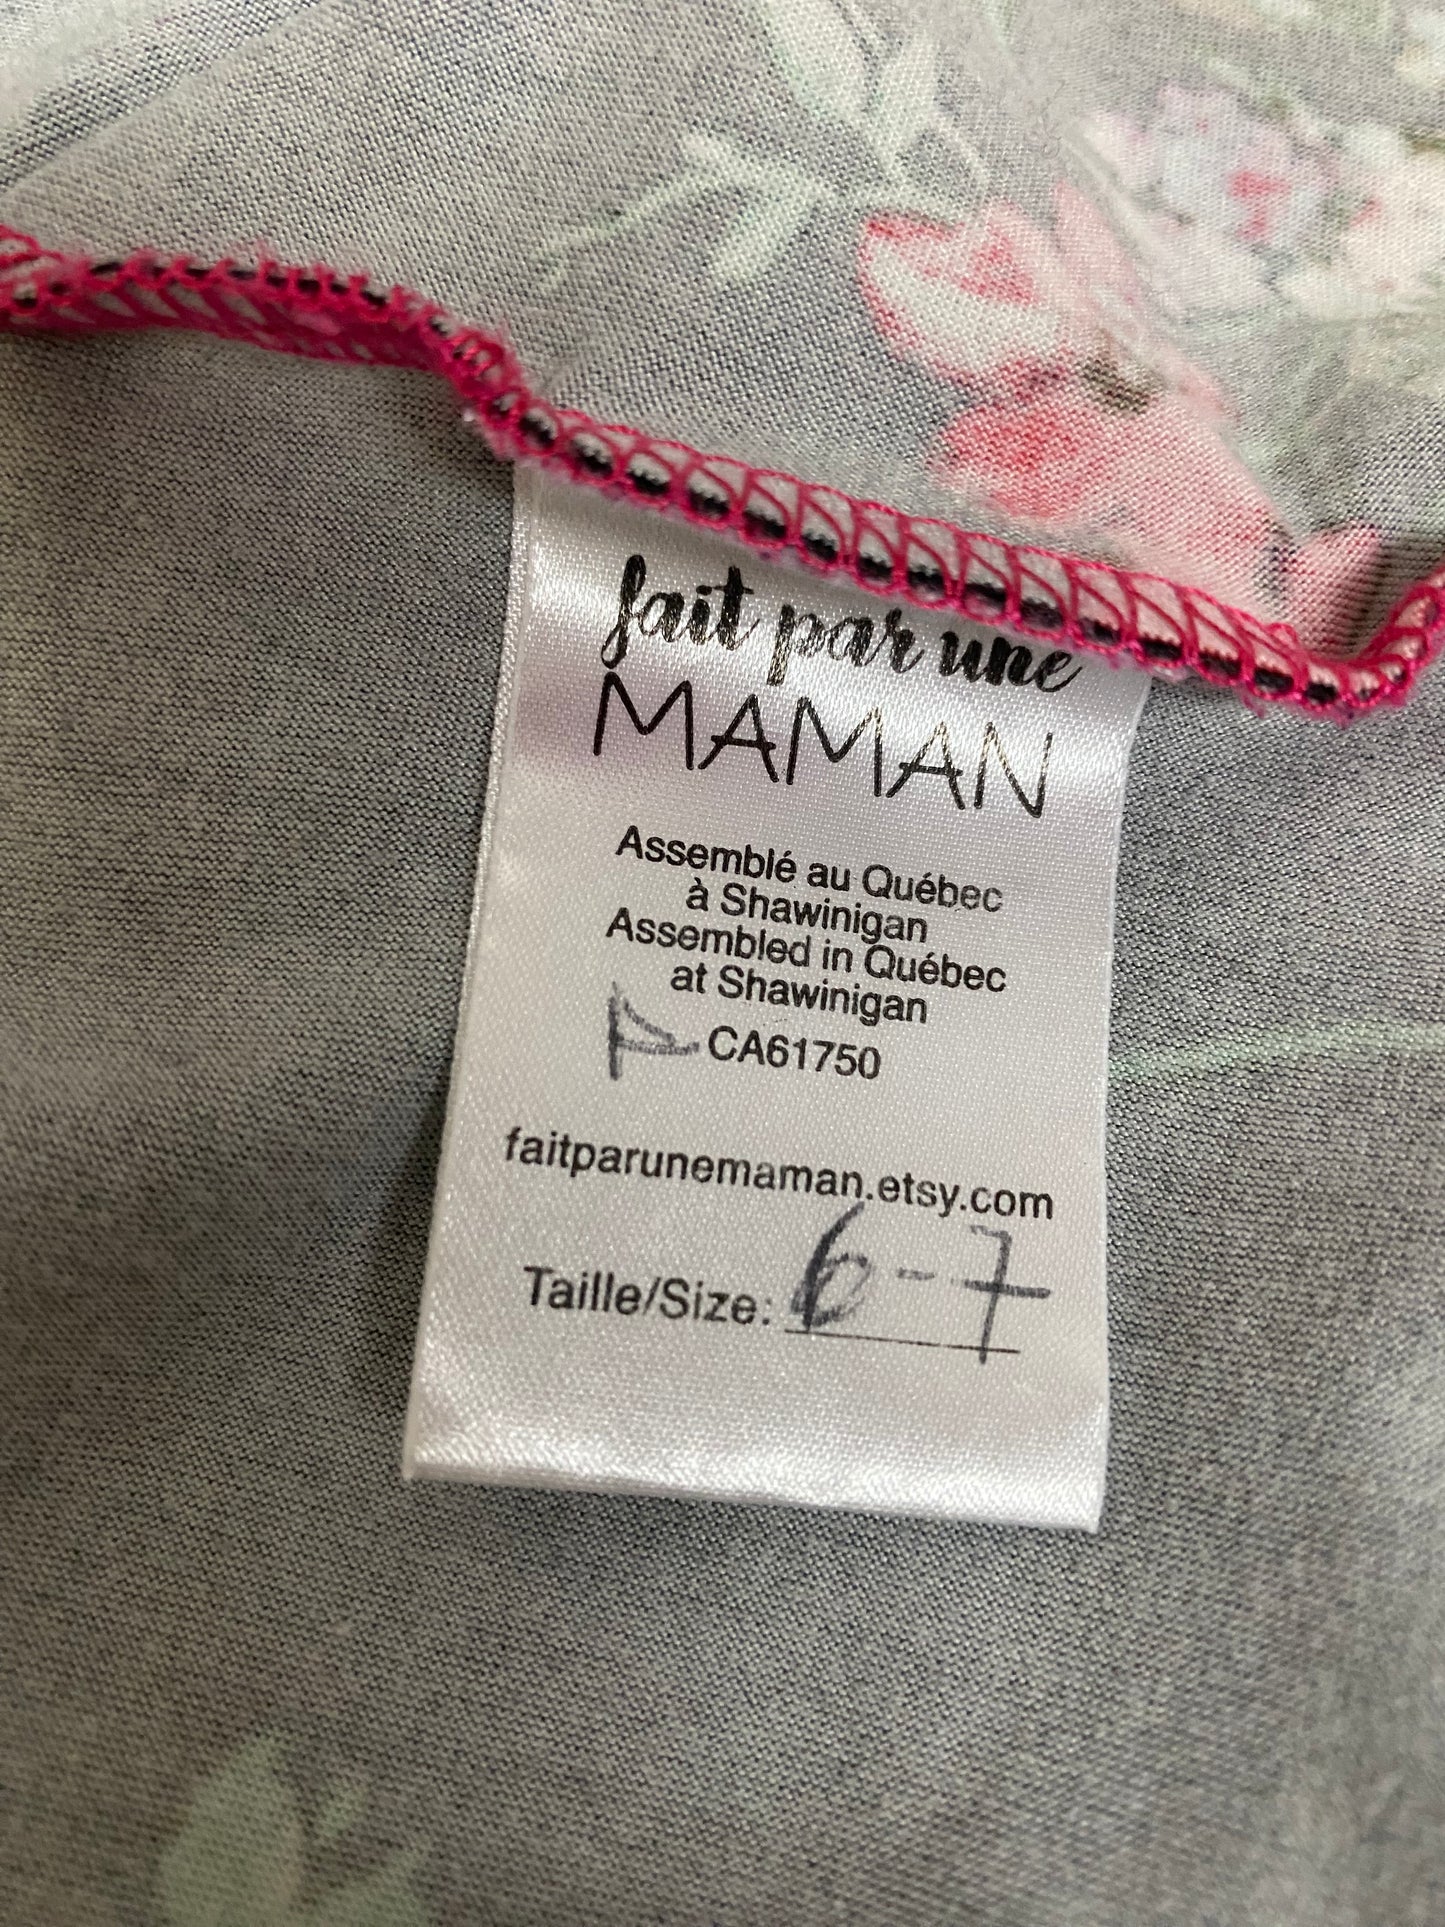 fait par une
MAMAN
Assemblé au Québec
à Shawinigan
Assembled in Québec
at Shawinigan
CA61750
faitparunemaman.etsy.com
Taille/Size: 6-7